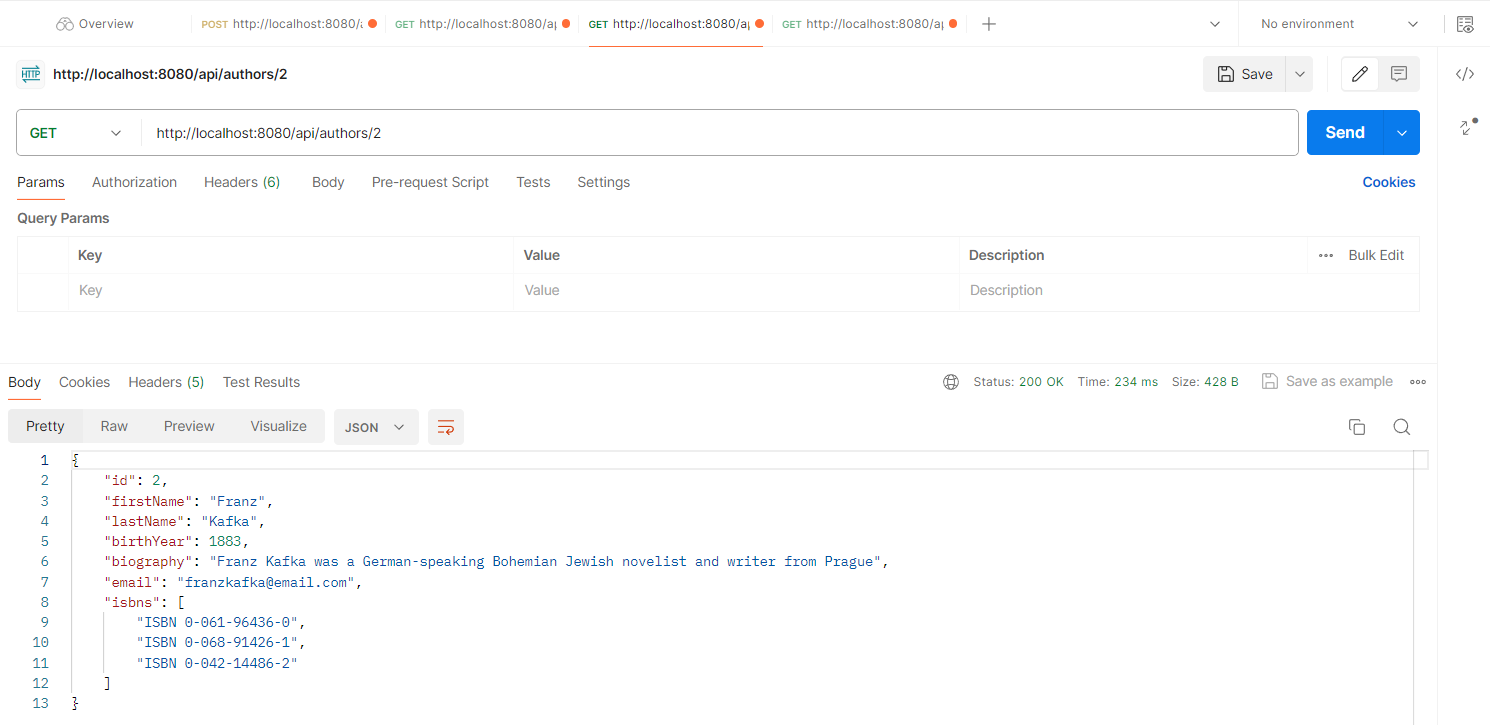 Overview POST http://localhost:8080/a GET http://localhost:8080/ap GET http://localhost:8080/ap GET http://localhost:8080/ap No environment
HTTP http://localhost:8080/api/authors/2 Save
GET http://localhost:8080/api/authors/2 Send
Params Authorization Headers (6) Body Pre-request Script Tests Settings Cookies
Query Params
Key Value Description Bulk Edit
Key Value Description
Body Cookies Headers (5) Test Results Status: 200 OK Time: 234 ms Size: 428 B Save as example
Pretty Raw Preview Visualize JSON
1 {
2 "id": 2,
3 "firstName": "Franz",
4 "lastName": "Kafka",
5 "birthYear": 1883,
6 "biography": "Franz Kafka was a German-speaking Bohemian Jewish novelist and writer from Prague",
7 "email": "franzkafka@email.com",
8 "isbns": [
9 "ISBN 0-061-96436-0",
10 "ISBN 0-068-91426-1",
11 "ISBN 0-042-14486-2"
12 ]
13 }